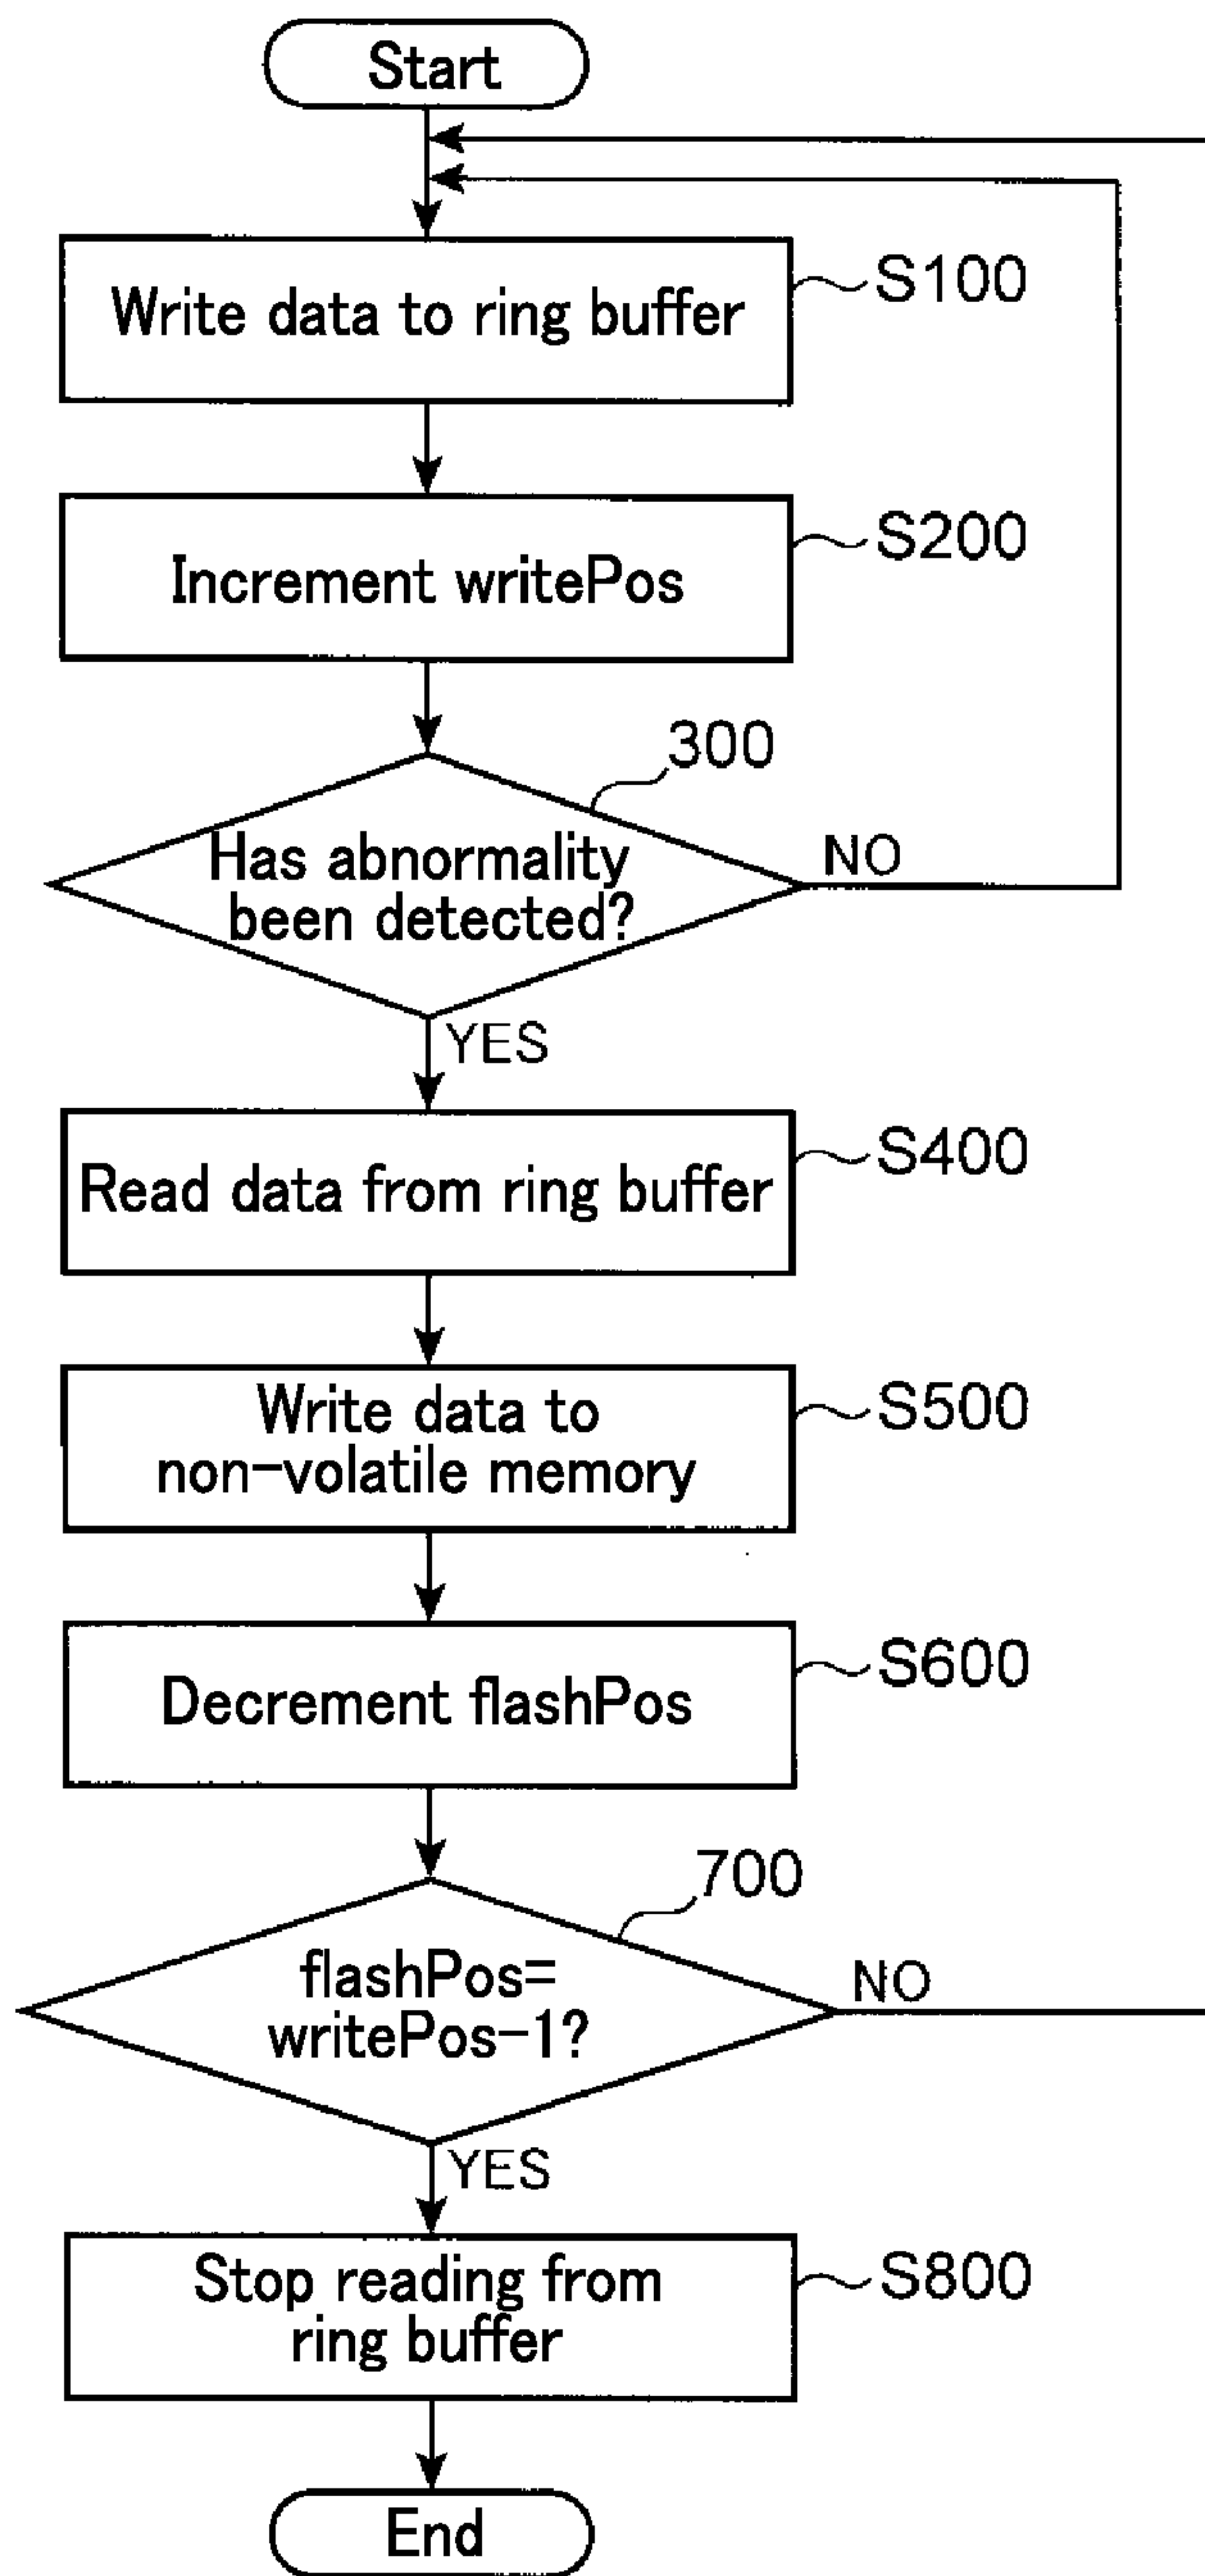 Start
Write data to ring buffer
S100
Increment writePos
S200
300
Has abnormality
been detected?
NO
YES
Read data from ring buffer
S400
Write data to
non-volatile memory
S500
Decrement flashPos
S600
700
flashPos=
writePos-1?
NO
YES
Stop reading from
ring buffer
S800
End